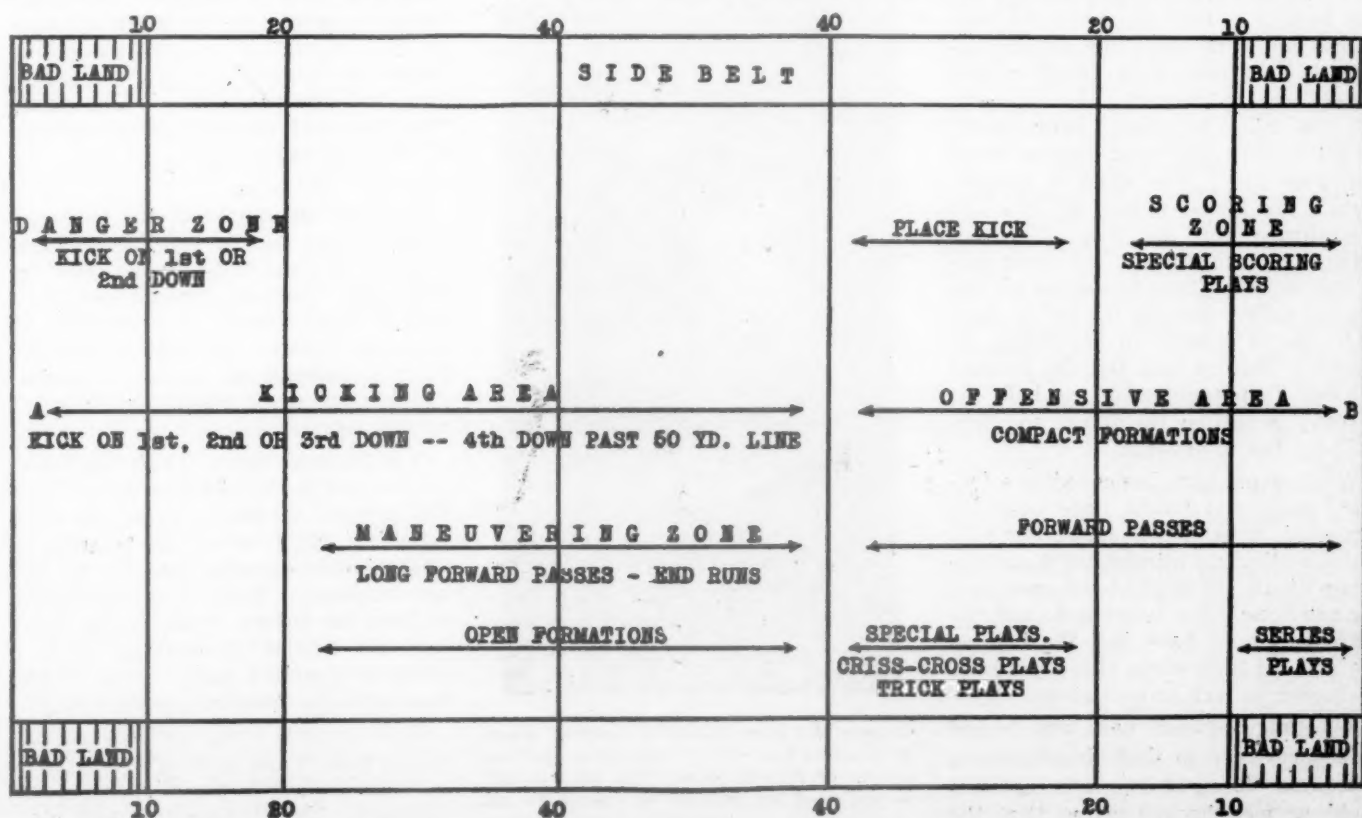 10 20 40 40 20 10
BAD LAND
SIDE BELT
BAD LAND
DANGER ZONE
KICK ON 1st OR
2nd DOWN
PLACE KICK
SCORING
ZONE
SPECIAL SCORING
PLAYS
A
KICKING AREA
KICK ON 1st, 2nd OR 3rd DOWN -- 4th DOWN PAST 50 YD. LINE
OFFENSIVE AREA
B
COMPACT FORMATIONS
MANEUVERING ZONE
LONG FORWARD PASSES - END RUNS
FORWARD PASSES
OPEN FORMATIONS
SPECIAL PLAYS.
CRISS-CROSS PLAYS
TRICK PLAYS
SERIES
PLAYS
BAD LAND
BAD LAND
10 20 40 40 20 10